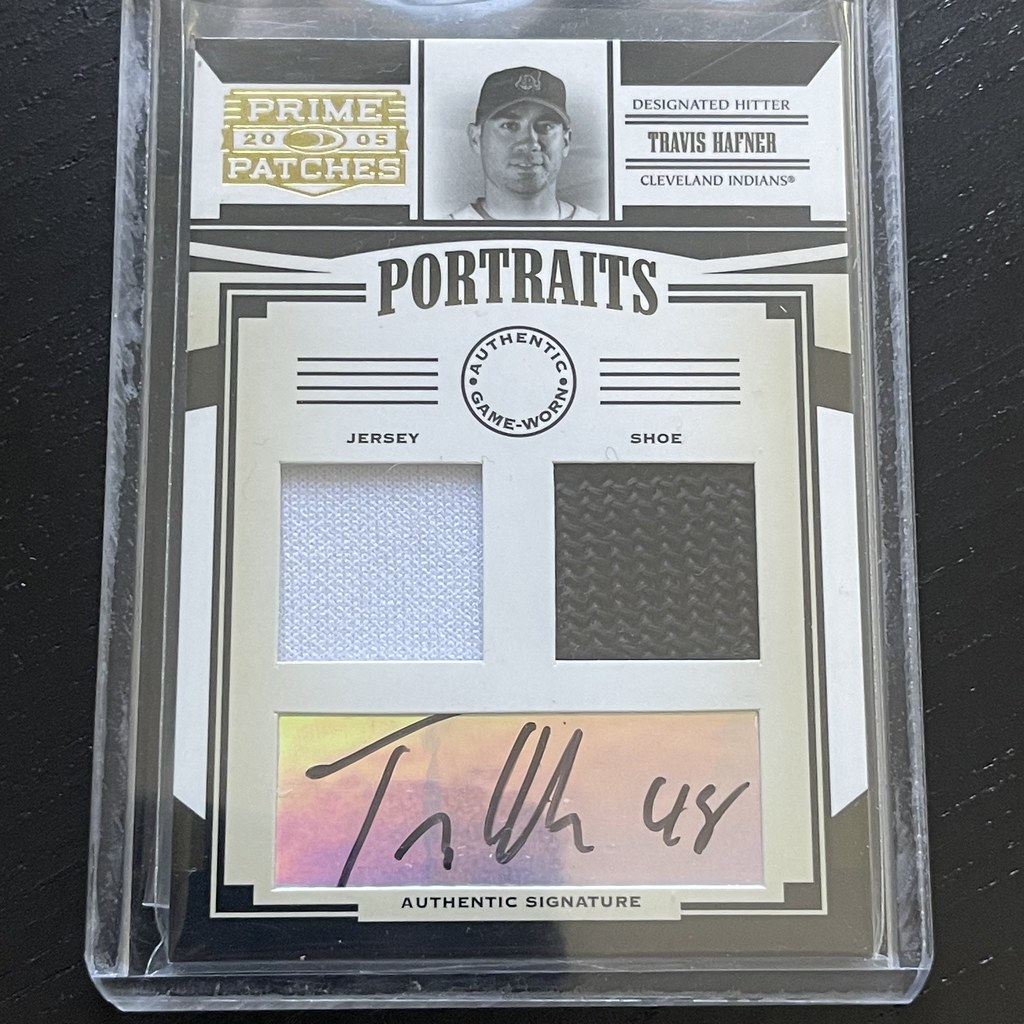 PRIME
20 05
PATCHES
DESIGNATED HITTER
TRAVIS HAFNER
CLEVELAND INDIANS®
PORTRAITS
AUTHENTIC
GAME-WORN
JERSEY
SHOE
48
AUTHENTIC SIGNATURE